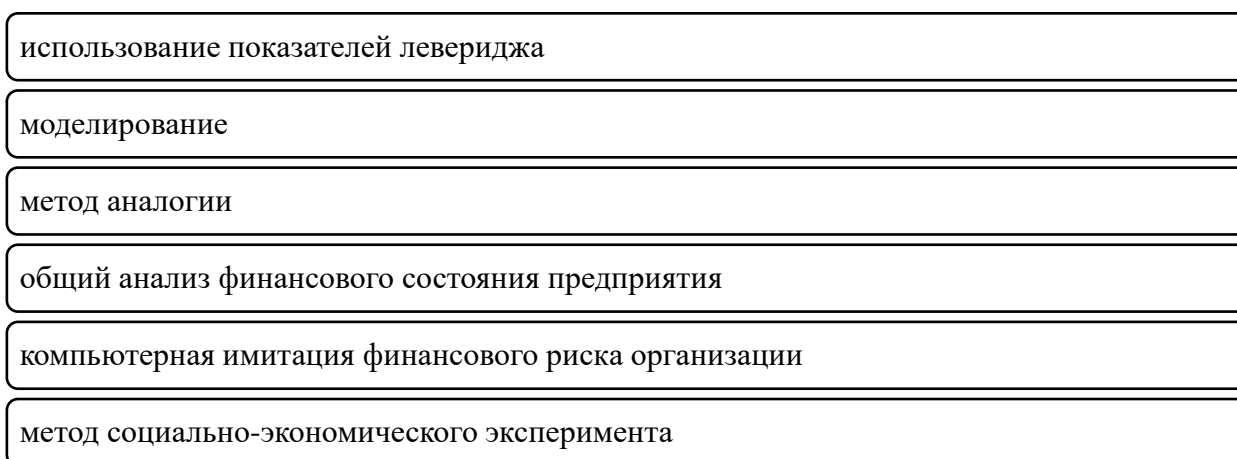 использование показателей левериджа
моделирование
метод аналогии
общий анализ финансового состояния предприятия
компьютерная имитация финансового риска организации
метод социально-экономического эксперимента